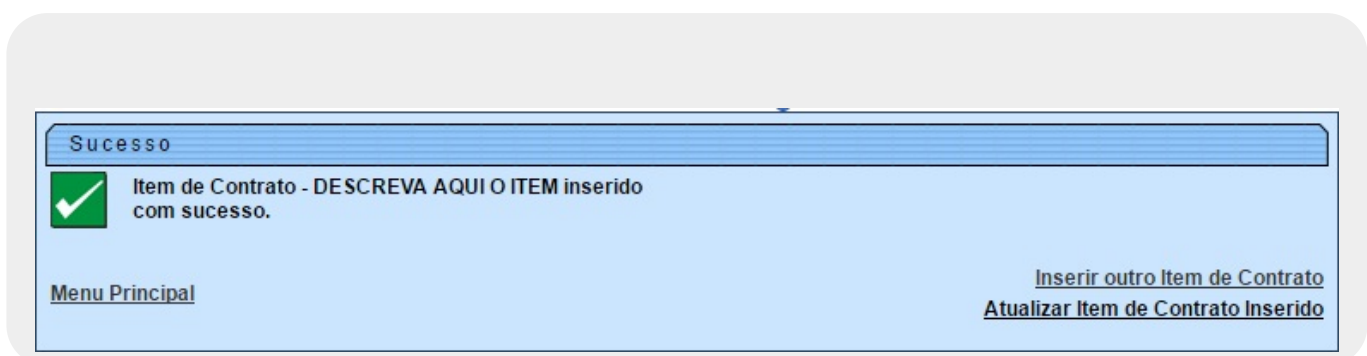 Sucesso
Item de Contrato - DESCREVA AQUI O ITEM inserido
com sucesso.
Menu Principal
Inserir outro Item de Contrato
Atualizar Item de Contrato Inserido